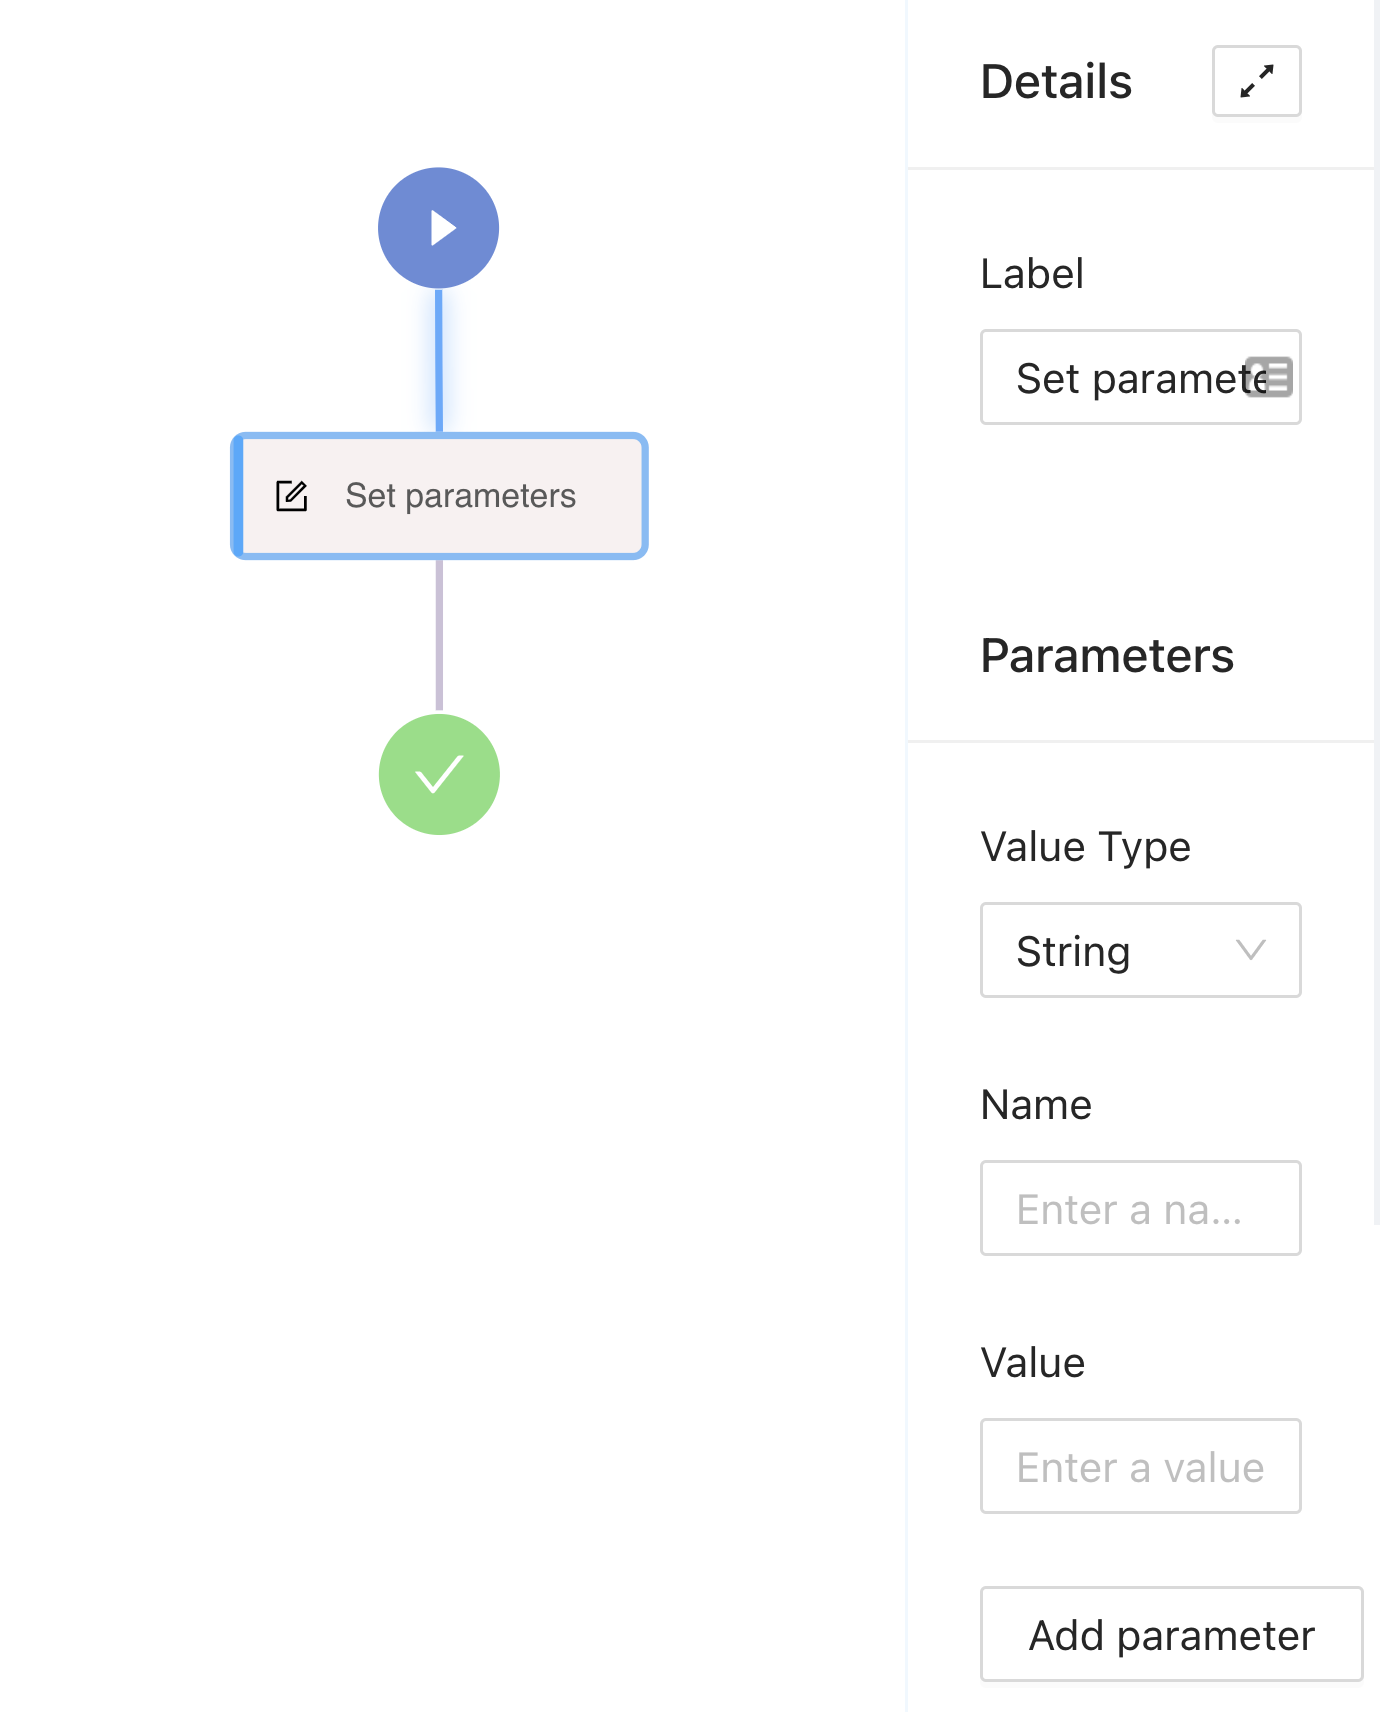 Details
Label
Set paramete
Set parameters
Parameters
Value Type
String
Name
Enter a na...
Value
Enter a value
Add parameter